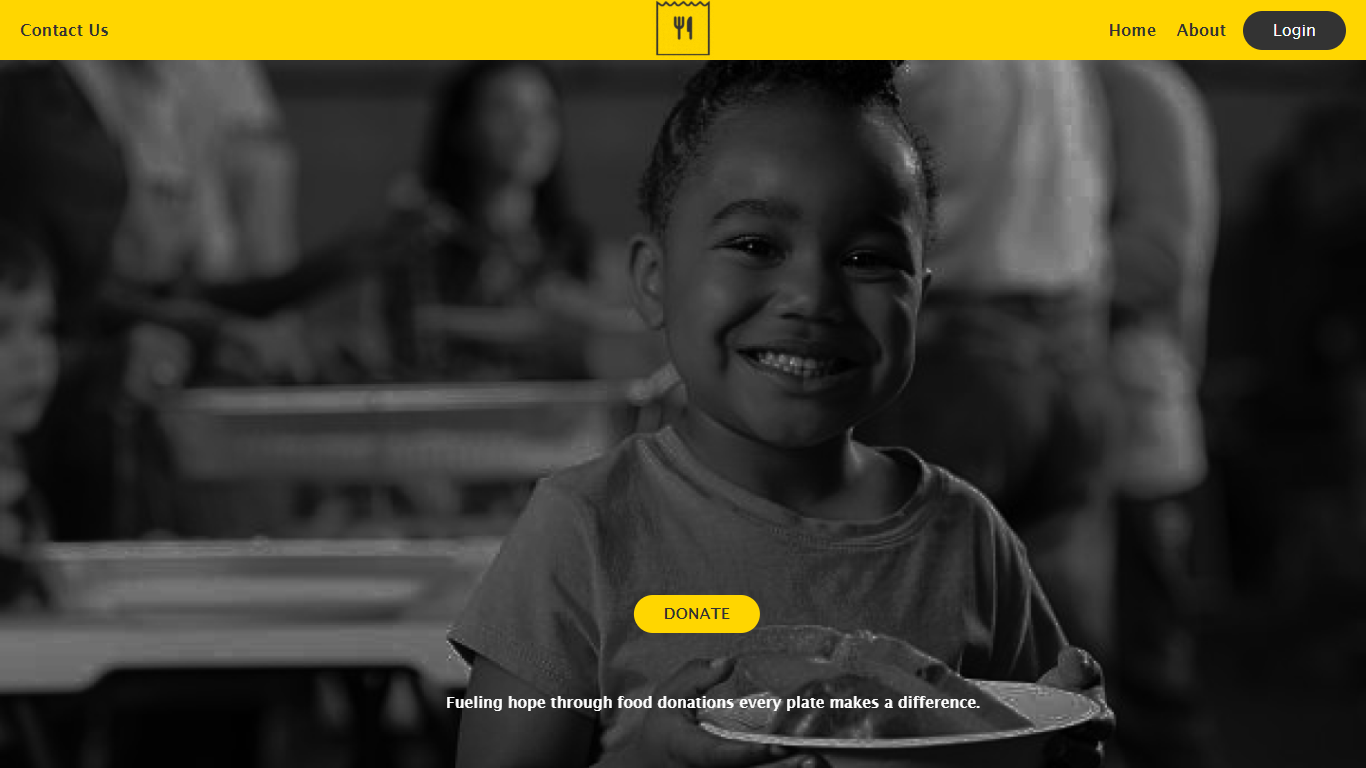 Contact Us
Home
About
Login
DONATE
Fueling hope through food donations every plate makes a difference.